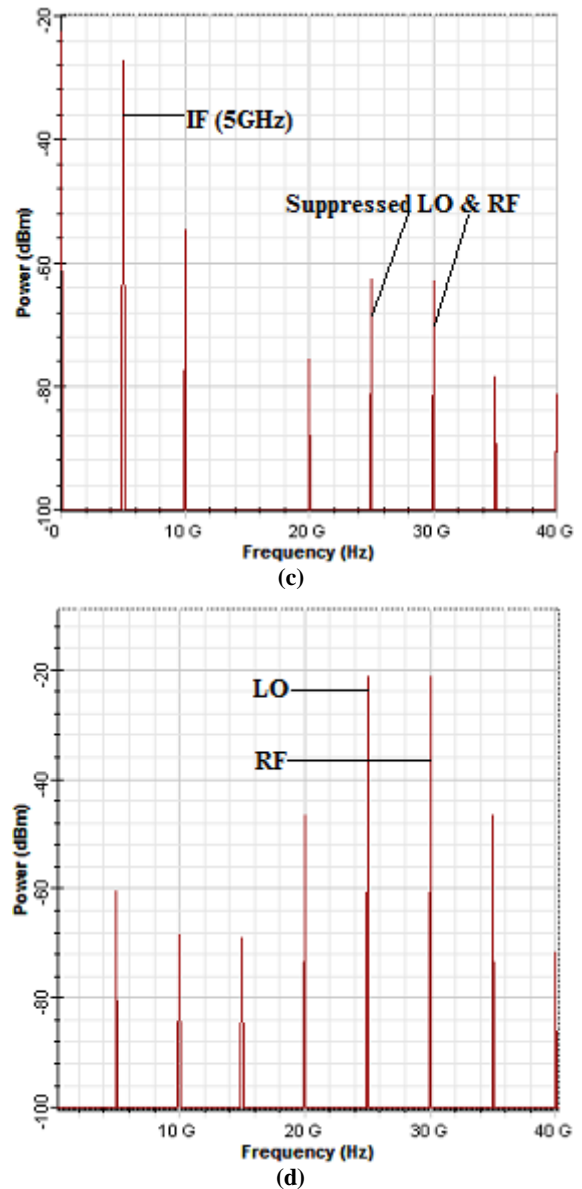 -20
IF (5GHz)
-40
Suppressed LO & RF
Power (dBm)
-60
-80
-100
0
10 G
20 G
30 G
40 G
Frequency (Hz)
(c)
-20
LO
RF
-40
Power (dBm)
-60
-80
-100
10 G
20 G
30 G
40 G
Frequency (Hz)
(d)